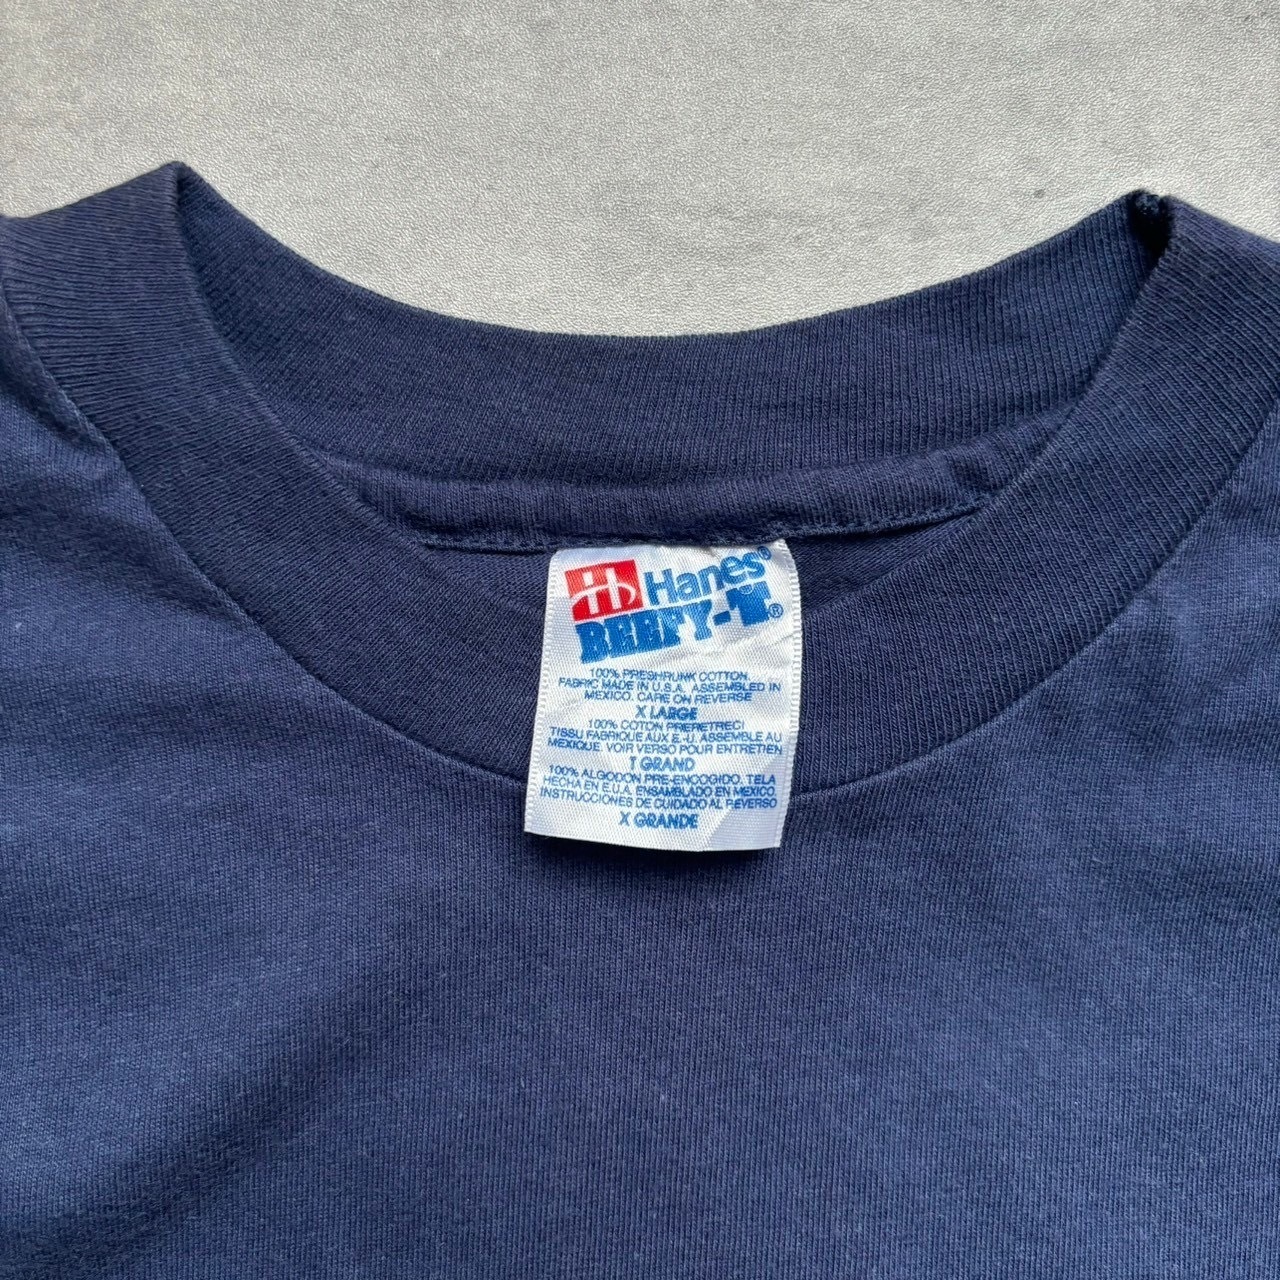 Hanes®
BEEFY-T®
100% PRESHRUNK COTTON
FABRIC MADE IN U.S.A. ASSEMBLED IN
MEXICO. CARE ON REVERSE
X LARGE
100% COTON PRERETRECI
TISSU FABRIQUE AUX E.-U. ASSEMBLE AU
MEXIQUE. VOIR VERSO POUR ENTRETIEN
T GRAND
100% ALGODON PRE-ENCOGIDO. TELA
HECHA EN E.U.A. ENSAMBLADO EN MEXICO.
INSTRUCCIONES DE CUIDADO AL REVERSO
X GRANDE